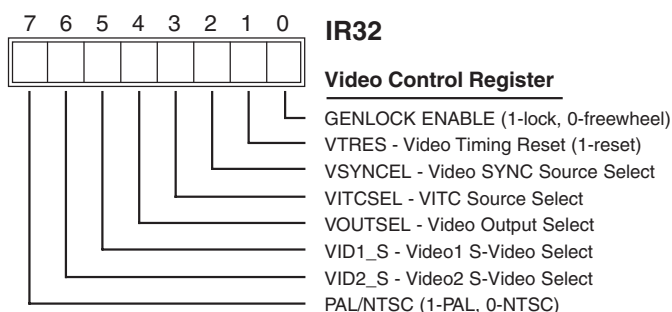 7 6 5 4 3 2 1 0
IR32
Video Control Register
GENLOCK ENABLE (1-lock, 0-freewheel)
VTRES - Video Timing Reset (1-reset)
VSYNCEL - Video SYNC Source Select
VITCSEL - VITC Source Select
VOUTSEL - Video Output Select
VID1_S - Video1 S-Video Select
VID2_S - Video2 S-Video Select
PAL/NTSC (1-PAL, 0-NTSC)